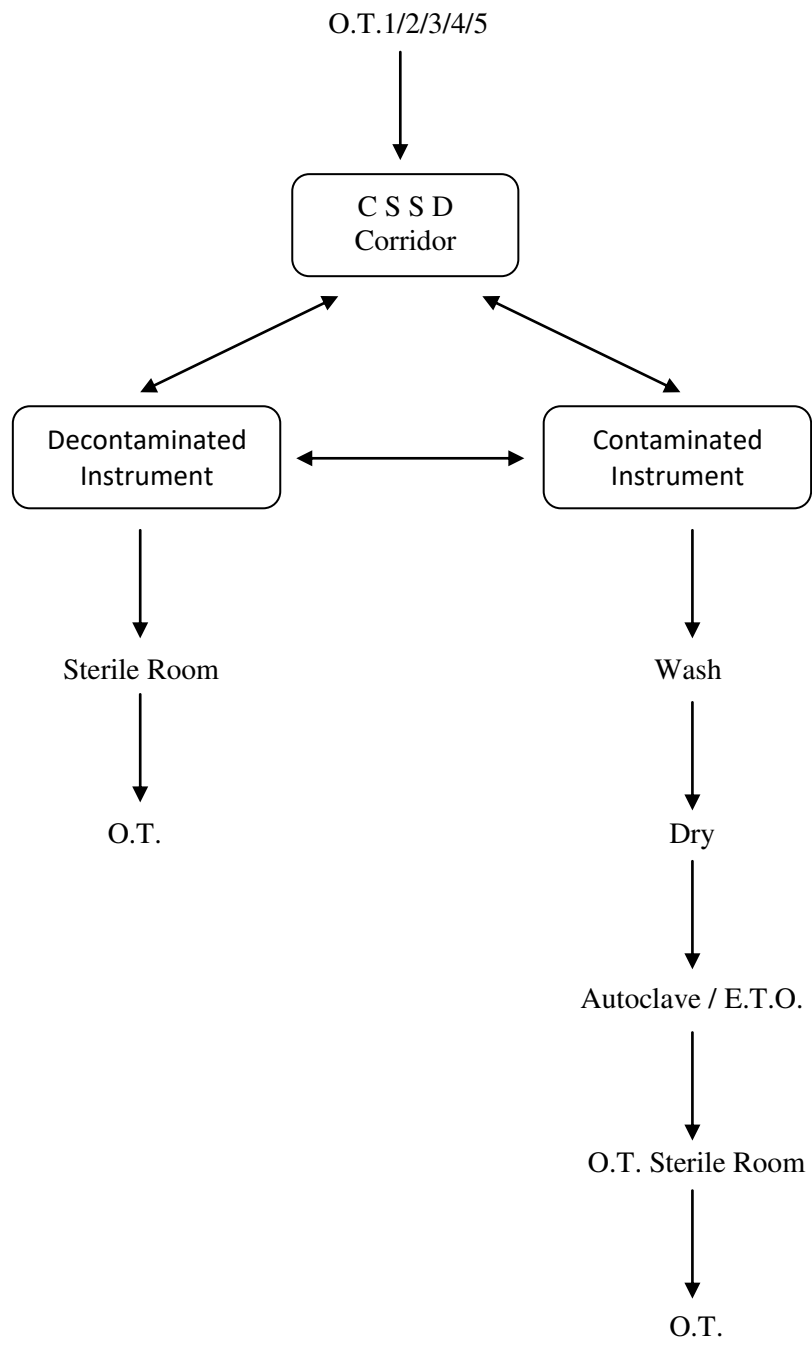 O.T.1/2/3/4/5
C S S D
Corridor
Decontaminated
Instrument
Contaminated
Instrument
Sterile Room
Wash
O.T.
Dry
Autoclave / E.T.O.
O.T. Sterile Room
O.T.